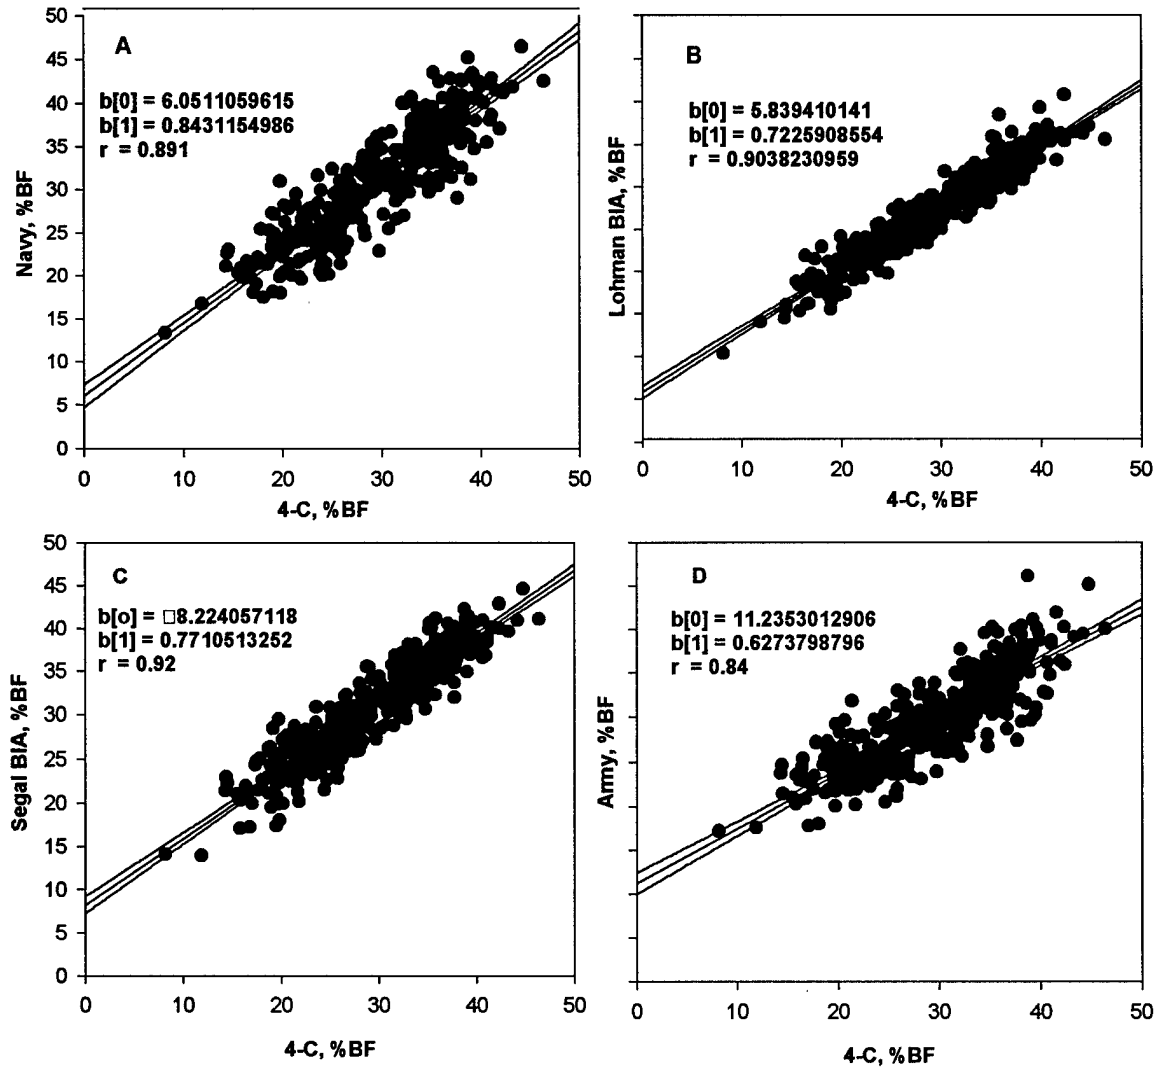 A
b[0] = 6.0511059615
b[1] = 0.8431154986
r = 0.891
50
45
40
35
30
25
20
15
10
5
0
Navy, %BF
0 10 20 30 40 50
4-C, %BF
B
b[0] = 5.839410141
b[1] = 0.7225908554
r = 0.9038230959
Lohman BIA, %BF
0 10 20 30 40 50
4-C, %BF
C
b[o] = □8.224057118
b[1] = 0.7710513252
r = 0.92
50
45
40
35
30
25
20
15
10
5
0
Segal BIA, %BF
0 10 20 30 40 50
4-C, %BF
D
b[0] = 11.2353012906
b[1] = 0.6273798796
r = 0.84
Army, %BF
0 10 20 30 40 50
4-C, %BF